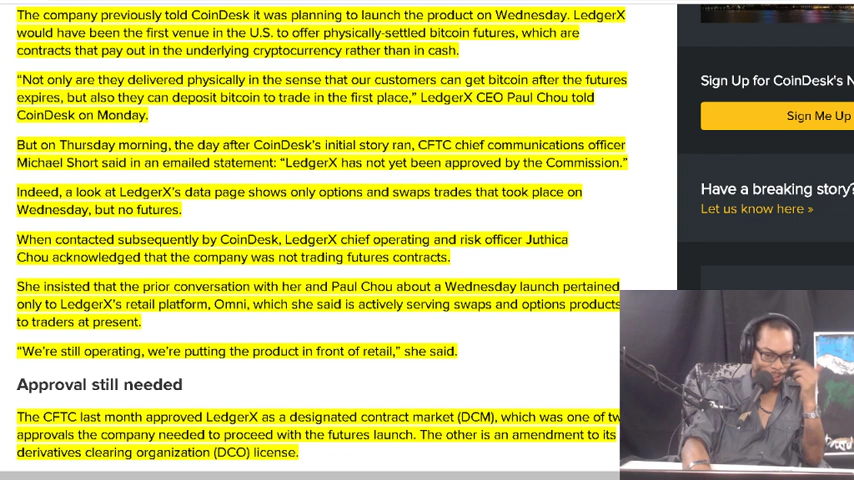 The company previously told CoinDesk it was planning to launch the product on Wednesday. LedgerX
would have been the first venue in the U.S. to offer physically-settled bitcoin futures, which are
contracts that pay out in the underlying cryptocurrency rather than in cash.
“Not only are they delivered physically in the sense that our customers can get bitcoin after the futures
expires, but also they can deposit bitcoin to trade in the first place,” LedgerX CEO Paul Chou told
CoinDesk on Monday.
But on Thursday morning, the day after CoinDesk’s initial story ran, CFTC chief communications officer
Michael Short said in an emailed statement: “LedgerX has not yet been approved by the Commission.”
Indeed, a look at LedgerX’s data page shows only options and swaps trades that took place on
Wednesday, but no futures.
When contacted subsequently by CoinDesk, LedgerX chief operating and risk officer Juthica
Chou acknowledged that the company was not trading futures contracts.
She insisted that the prior conversation with her and Paul Chou about a Wednesday launch pertained
only to LedgerX’s retail platform, Omni, which she said is actively serving swaps and options products
to traders at present.
“We’re still operating, we’re putting the product in front of retail,” she said.
Approval still needed
The CFTC last month approved LedgerX as a designated contract market (DCM), which was one of tw
approvals the company needed to proceed with the futures launch. The other is an amendment to its
derivatives clearing organization (DCO) license.
Sign Up for CoinDesk’s N
Sign Me Up
Have a breaking story?
Let us know here »